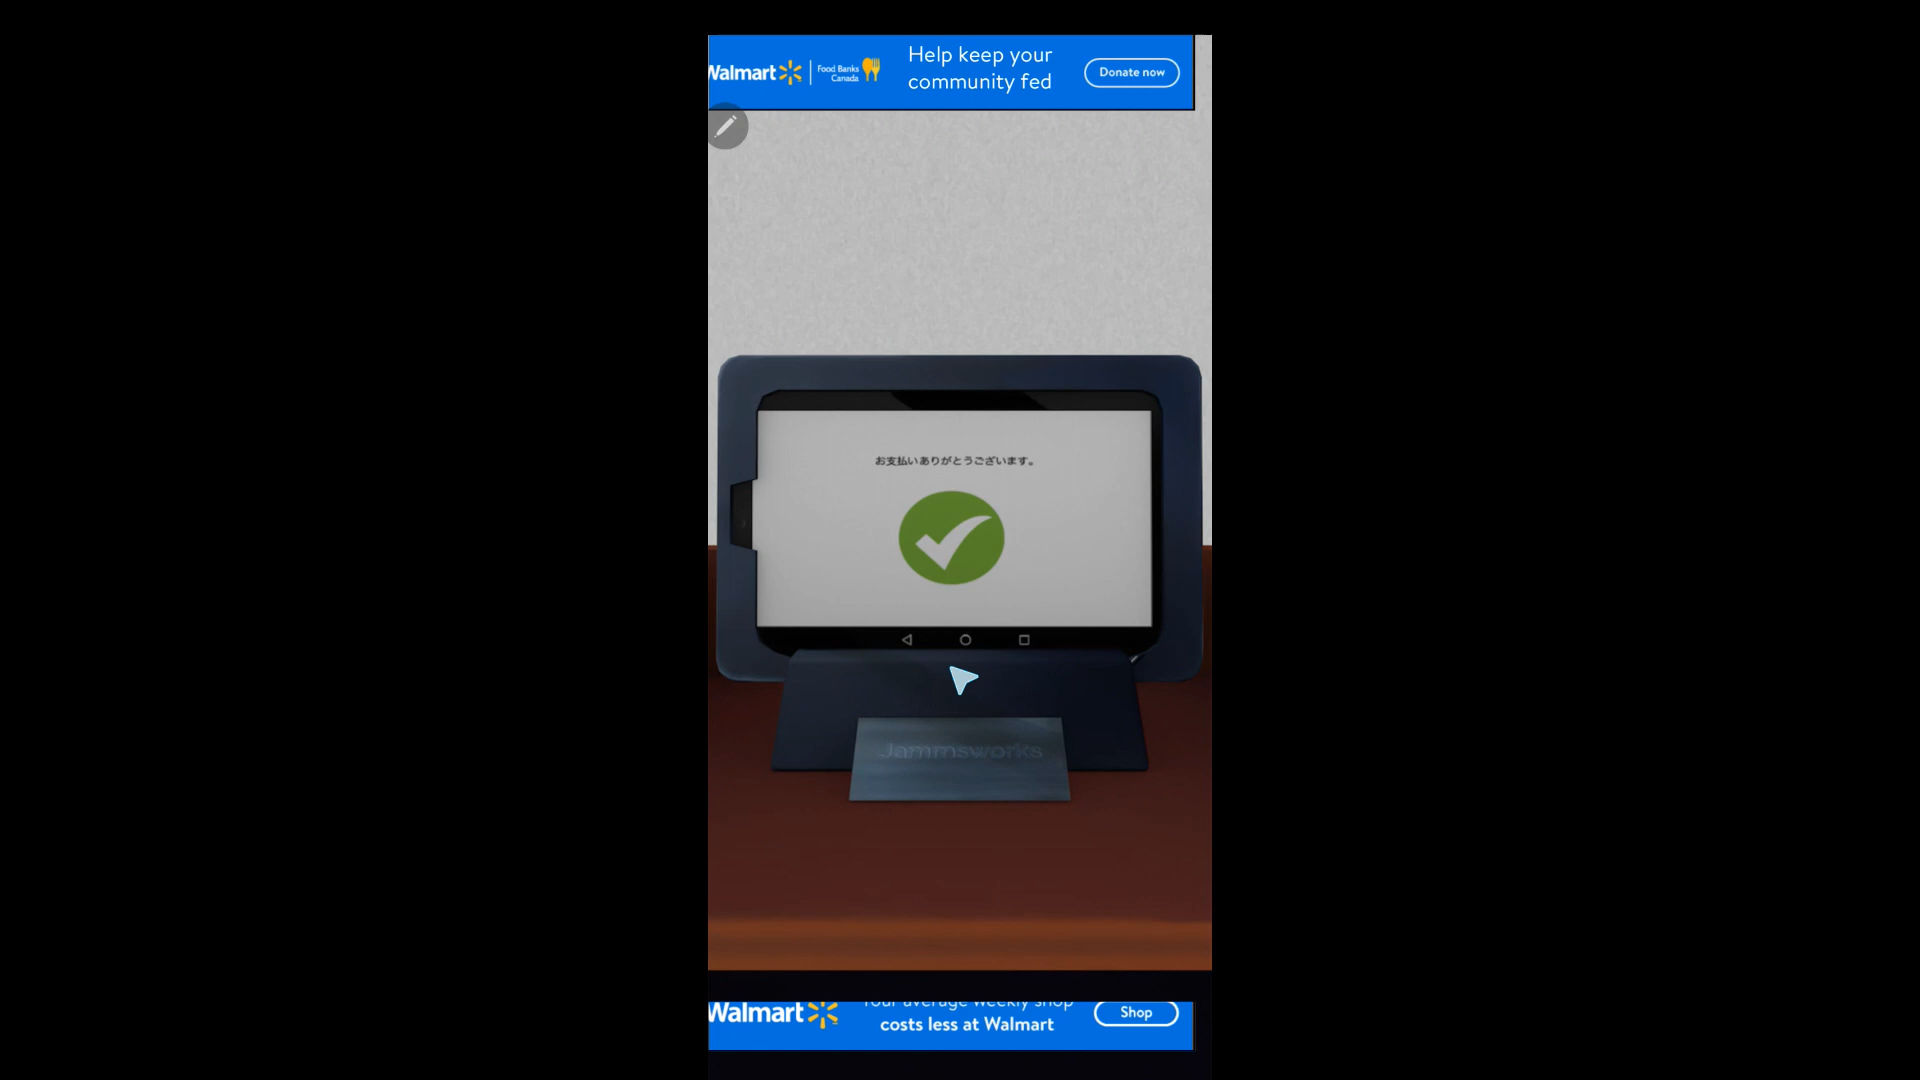 Walmart
Food Banks
Canada
Help keep your
community fed
Donate now
お支払いありがとうございます。
Jammsworks
Walmart
Your average weekly shop
costs less at Walmart
Shop